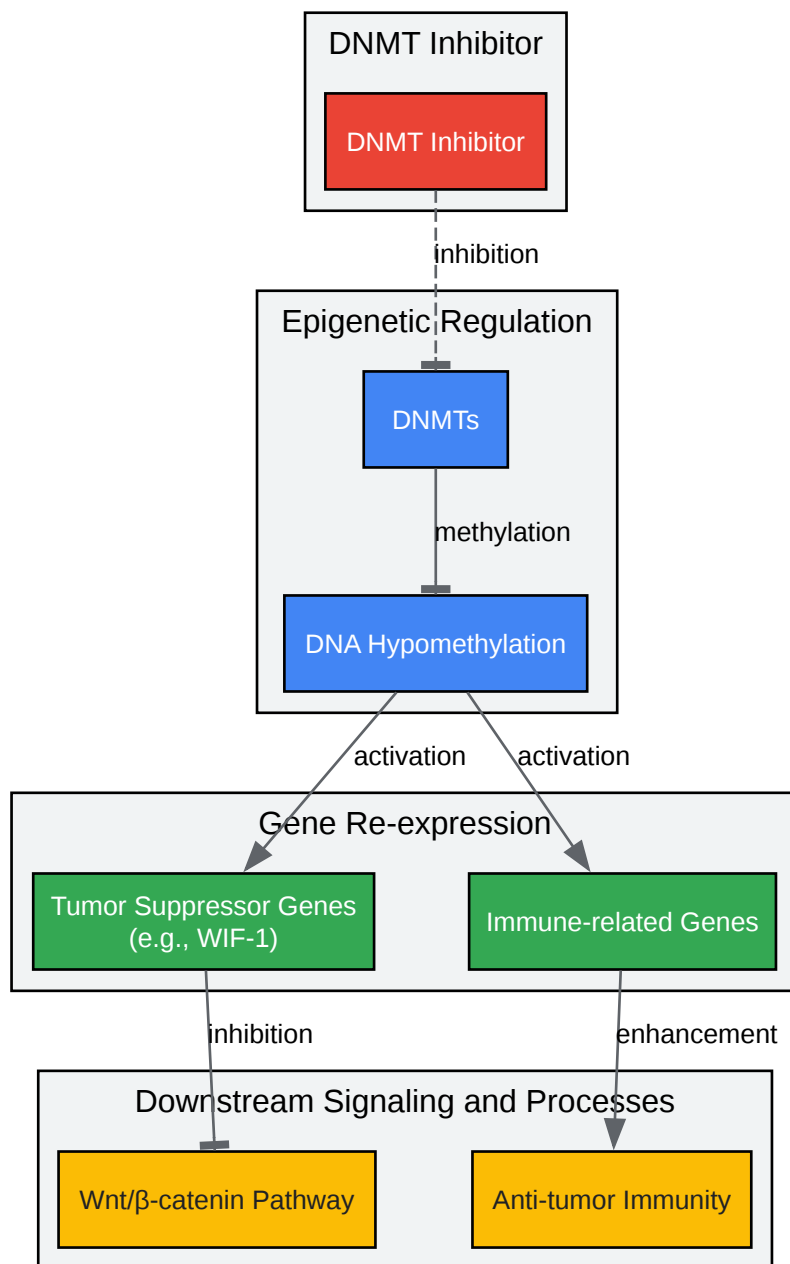 DNMT Inhibitor
DNMT Inhibitor
inhibition
Epigenetic Regulation
DNMTs
methylation
DNA Hypomethylation
activation
activation
Gene Re-expression
Tumor Suppressor Genes
(e.g., WIF-1)
Immune-related Genes
inhibition
enhancement
Downstream Signaling and Processes
Wnt/β-catenin Pathway
Anti-tumor Immunity